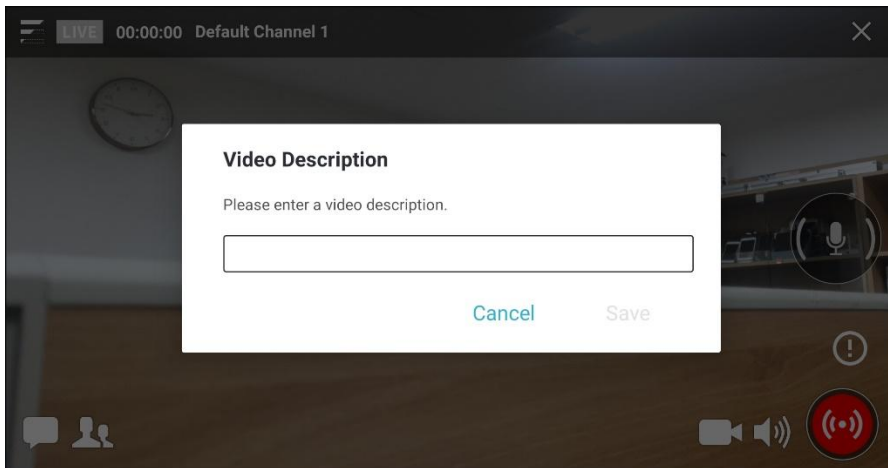 LIVE 00:00:00 Default Channel 1
Video Description
Please enter a video description.
Cancel Save